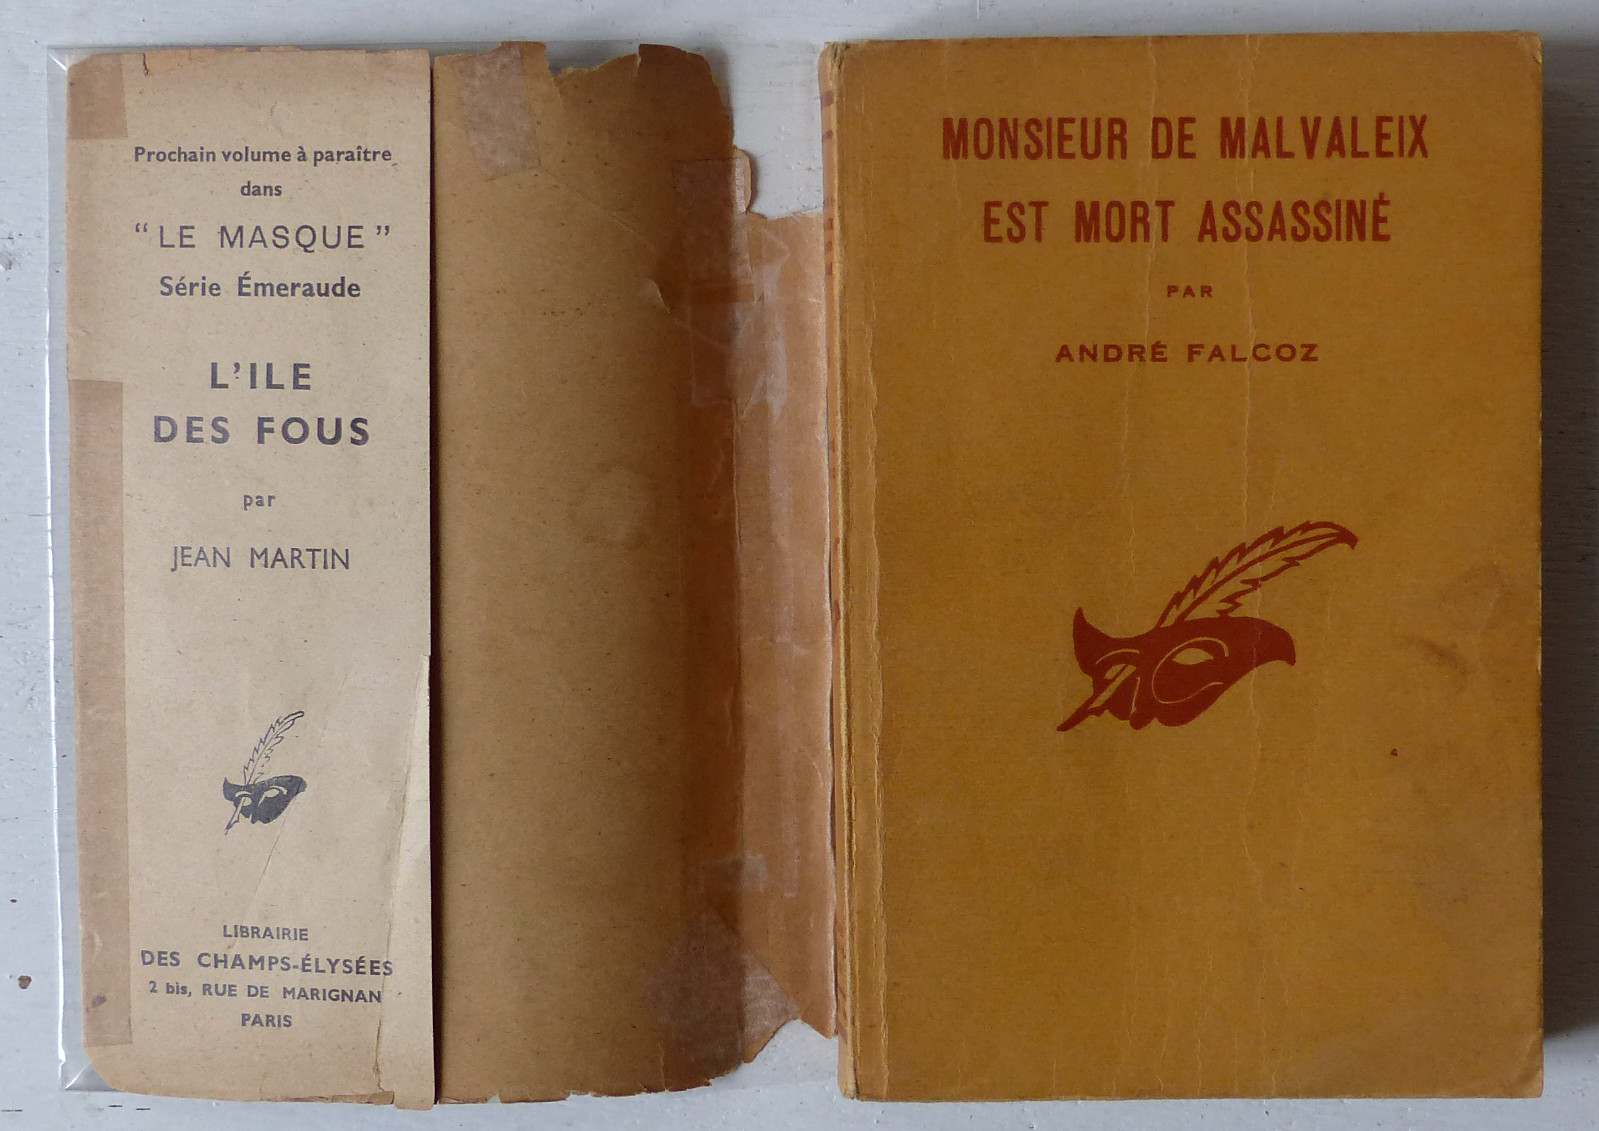 Prochain volume à paraître
dans
“LE MASQUE”
Série Émeraude
L'ILE
DES FOUS
par
JEAN MARTIN
LIBRAIRIE
DES CHAMPS-ÉLYSÉES
2 bis, RUE DE MARIGNAN
PARIS
MONSIEUR DE MALVALEIX
EST MORT ASSASSINÉ
PAR
ANDRÉ FALCOZ